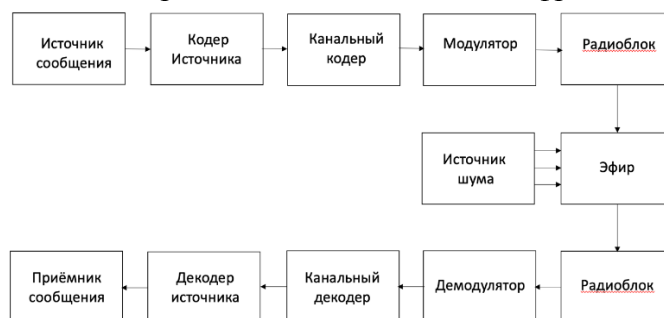 Источник
сообщения
Кодер
Источника
Канальный
кодер
Модулятор
Радиоблок
Источник
шума
Эфир
Приёмник
сообщения
Декодер
источника
Канальный
декодер
Демодулятор
Радиоблок